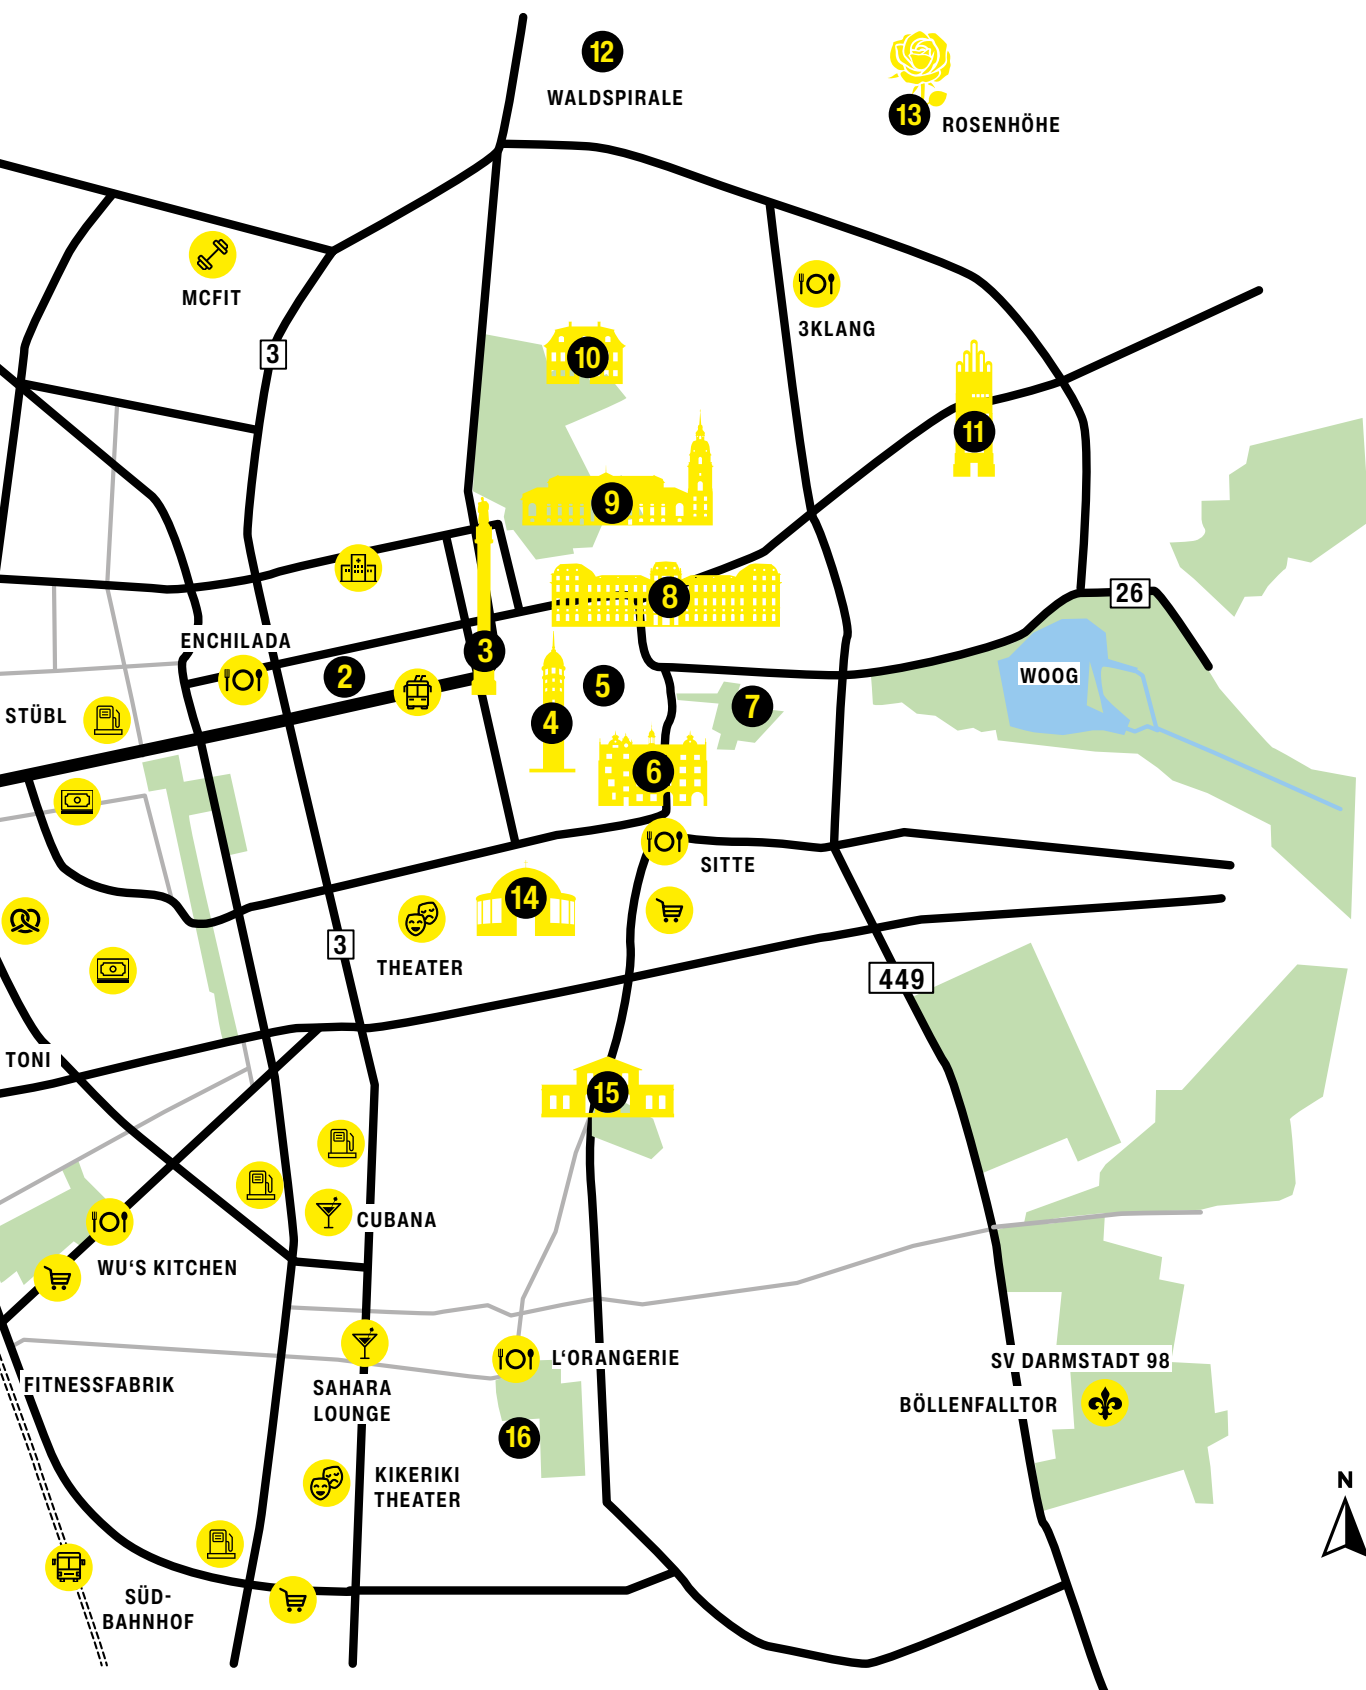 12
WALDSPIRALE
13
ROSENHÖHE
MCFIT
3
3KLANG
10
11
9
8
26
ENCHILADA
2
3
5
WOOG
STÜBL
4
7
6
SITTE
14
3
THEATER
449
TONI
15
CUBANA
WU‘S KITCHEN
L‘ORANGERIE
SV DARMSTADT 98
FITNESSFABRIK
SAHARA
LOUNGE
BÖLLENFALLTOR
16
KIKERIKI
THEATER
N
SÜD-
BAHNHOF